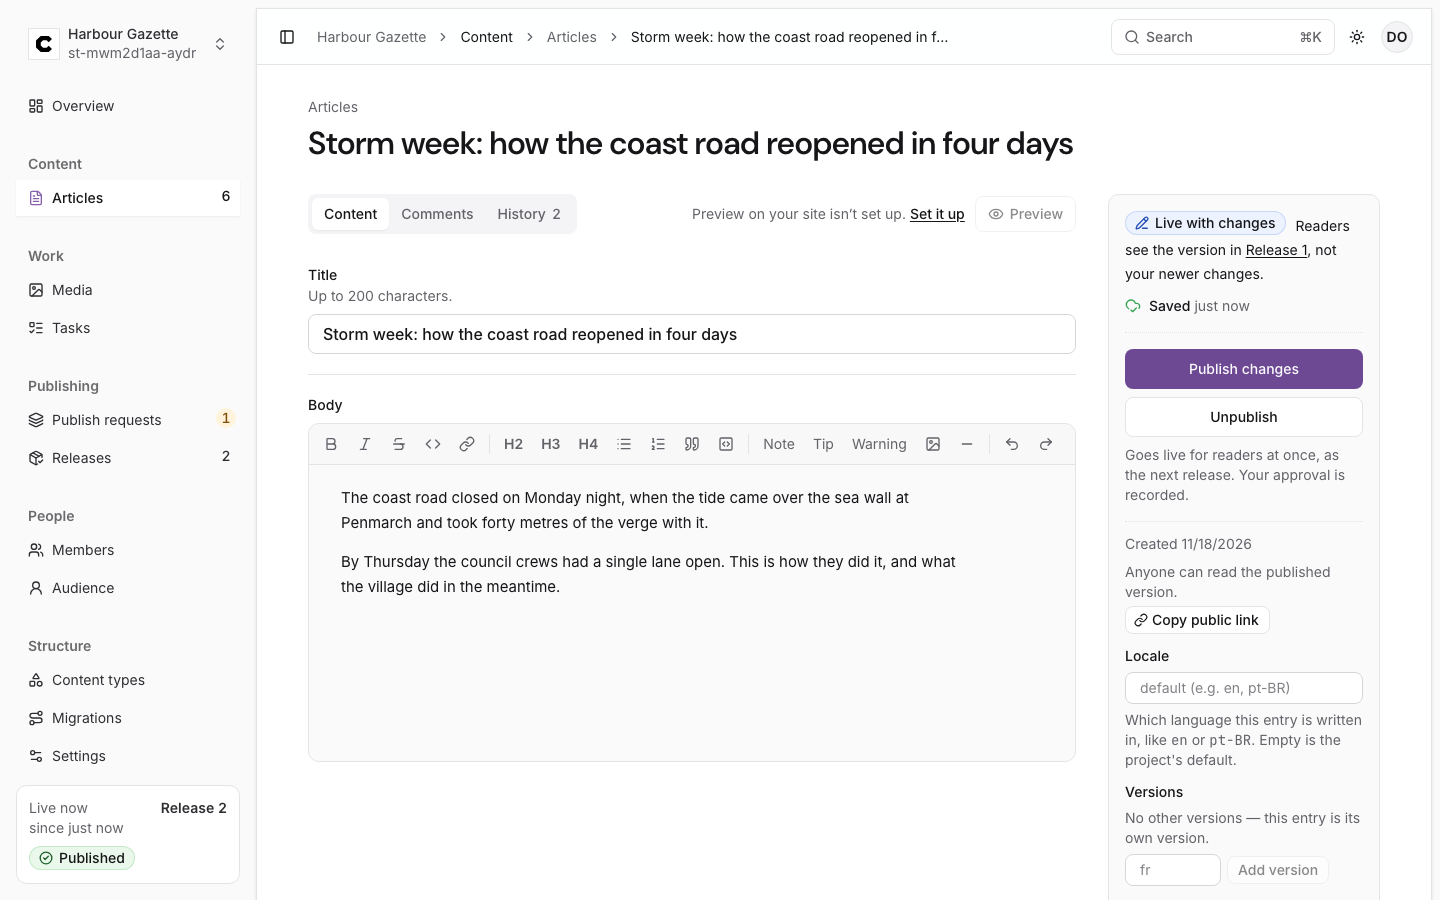 Harbour Gazette
st-mwm2d1aa-aydr
Overview
Content
Articles 6
Work
Media
Tasks
Publishing
Publish requests 1
Releases 2
People
Members
Audience
Structure
Content types
Migrations
Settings
Live now Release 2
since just now
Published
Harbour Gazette > Content > Articles > Storm week: how the coast road reopened in f...
Search ⌘K
DO
Articles
Storm week: how the coast road reopened in four days
Content Comments History 2
Preview on your site isn't set up. Set it up Preview
Title
Up to 200 characters.
Storm week: how the coast road reopened in four days
Body
H2 H3 H4 Note Tip Warning
The coast road closed on Monday night, when the tide came over the sea wall at
Penmarch and took forty metres of the verge with it.
By Thursday the council crews had a single lane open. This is how they did it, and what
the village did in the meantime.
Live with changes Readers
see the version in Release 1, not
your newer changes.
Saved just now
Publish changes
Unpublish
Goes live for readers at once, as
the next release. Your approval is
recorded.
Created 11/18/2026
Anyone can read the published
version.
Copy public link
Locale
default (e.g. en, pt-BR)
Which language this entry is written
in, like en or pt-BR. Empty is the
project's default.
Versions
No other versions — this entry is its
own version.
fr Add version